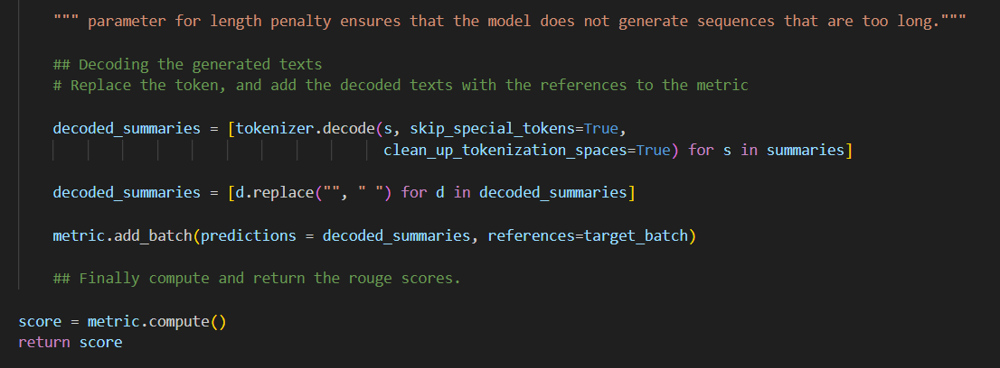 """ parameter for length penalty ensures that the model does not generate sequences that are too long."""
## Decoding the generated texts
# Replace the token, and add the decoded texts with the references to the metric
decoded_summaries = [tokenizer.decode(s, skip_special_tokens=True,
clean_up_tokenization_spaces=True) for s in summaries]
decoded_summaries = [d.replace("", " ") for d in decoded_summaries]
metric.add_batch(predictions = decoded_summaries, references=target_batch)
## Finally compute and return the rouge scores.
score = metric.compute()
return score